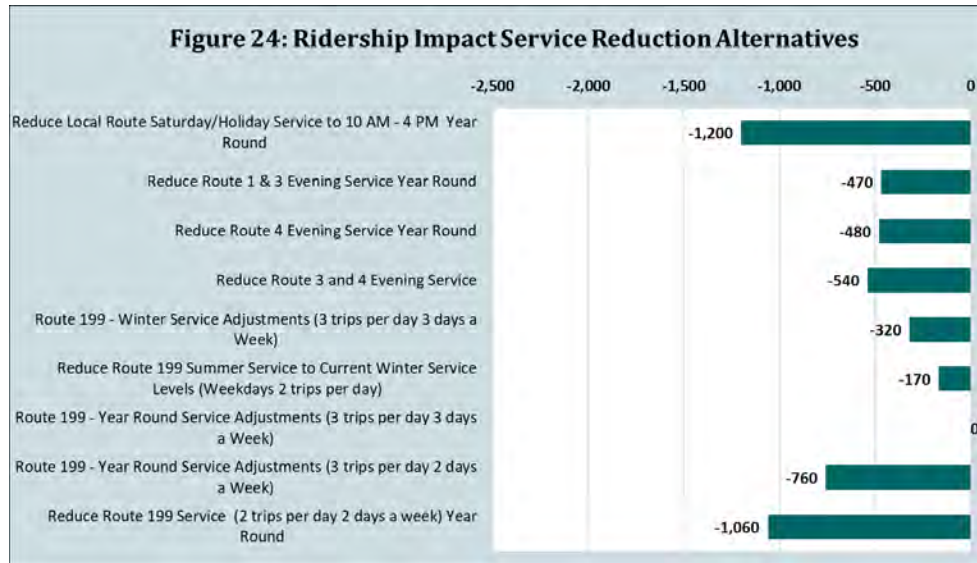 Figure 24: Ridership Impact Service Reduction Alternatives
-2,500 -2,000 -1,500 -1,000 -500 0
Reduce Local Route Saturday/Holiday Service to 10 AM - 4 PM Year
Round
-1,200
Reduce Route 1 & 3 Evening Service Year Round
-470
Reduce Route 4 Evening Service Year Round
-480
Reduce Route 3 and 4 Evening Service
-540
Route 199 - Winter Service Adjustments (3 trips per day 3 days a
Week)
-320
Reduce Route 199 Summer Service to Current Winter Service
Levels (Weekdays 2 trips per day)
-170
Route 199 - Year Round Service Adjustments (3 trips per day 3 days
a Week)
0
Route 199 - Year Round Service Adjustments (3 trips per day 2 days
a Week)
-760
Reduce Route 199 Service (2 trips per day 2 days a week) Year
Round
-1,060